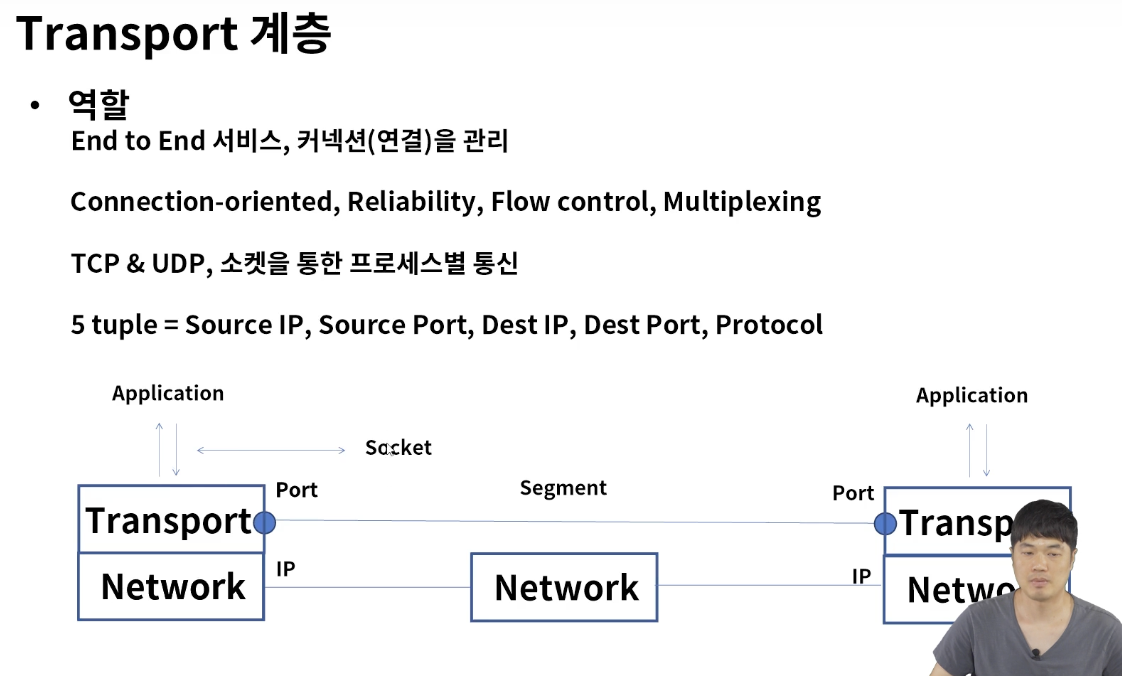 Transport 계층
• 역할
End to End 서비스, 커넥션(연결)을 관리
Connection-oriented, Reliability, Flow control, Multiplexing
TCP & UDP, 소켓을 통한 프로세스별 통신
5 tuple = Source IP, Source Port, Dest IP, Dest Port, Protocol
Application
Application
Socket
Port
Segment
Port
Transport
Transp
IP
IP
Network
Network
Netwo